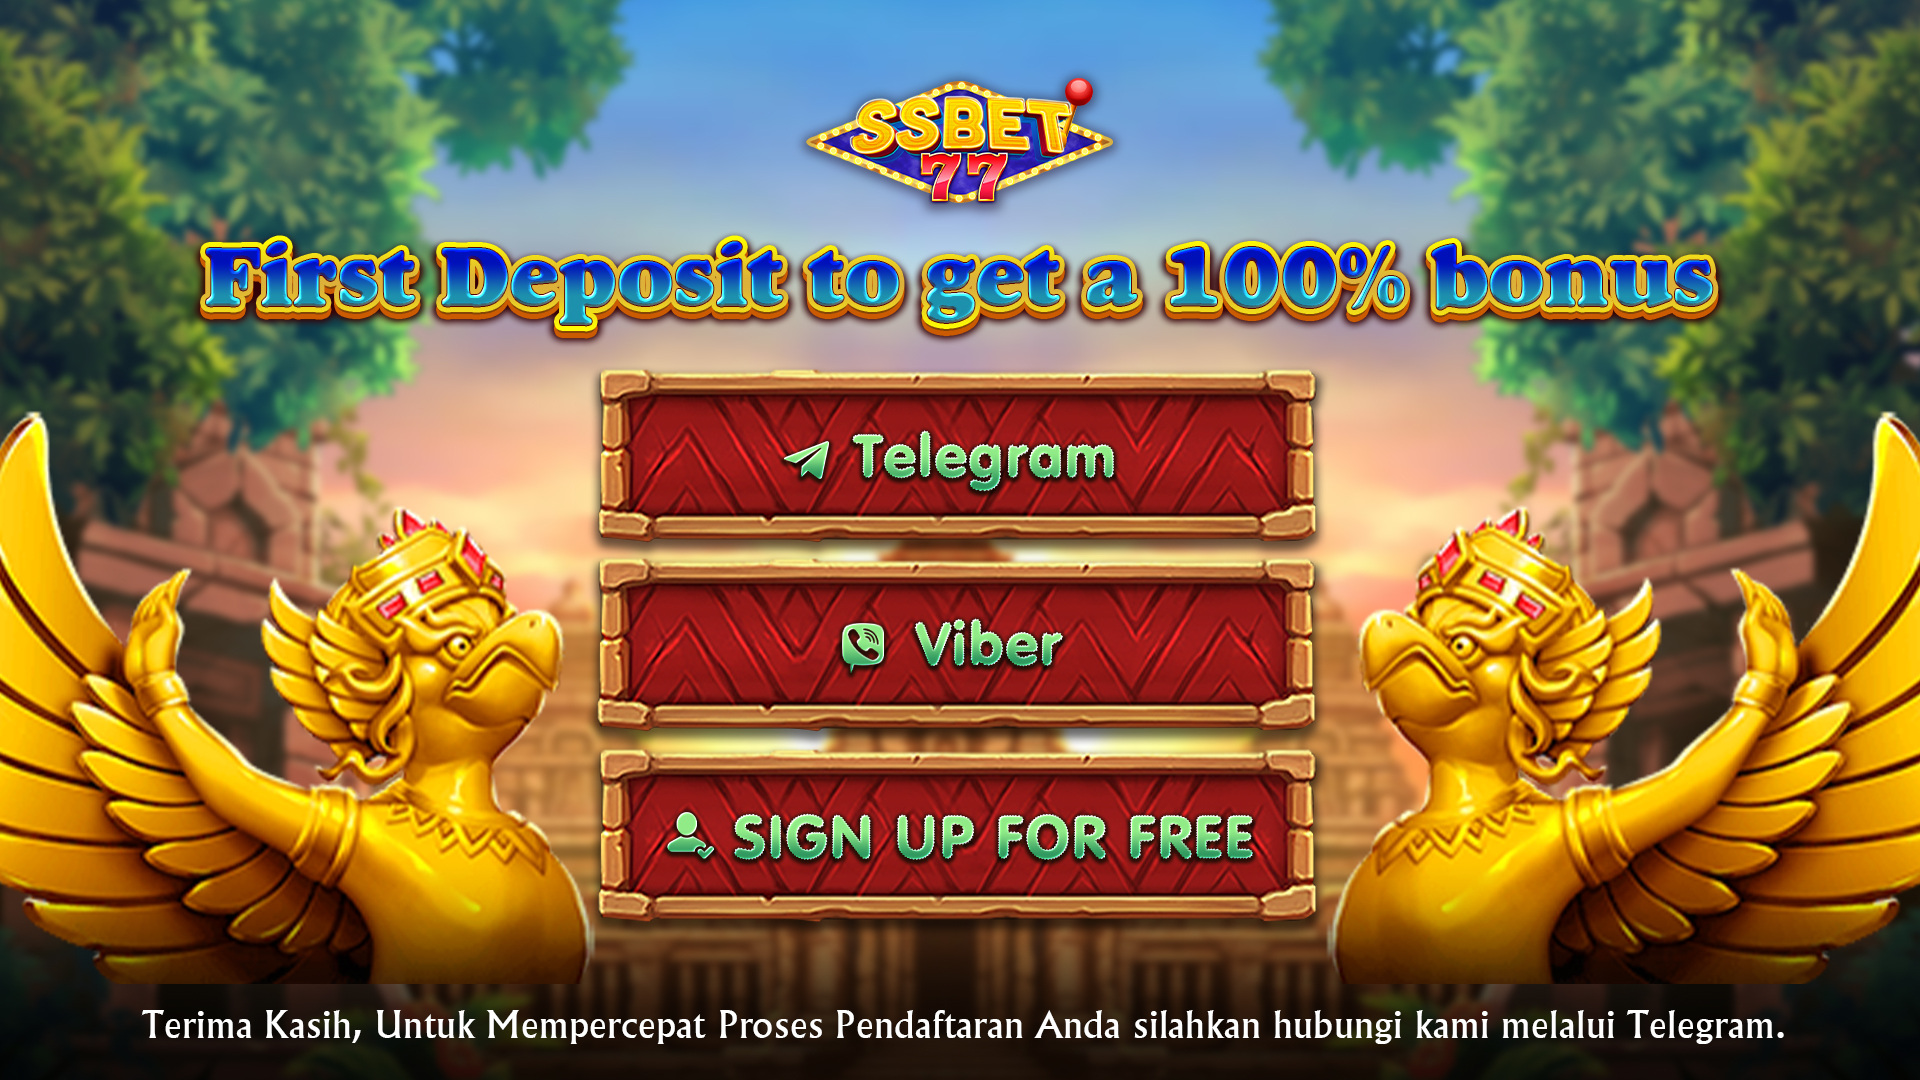 SSBET
77
First Deposit to get a 100% bonus
Telegram
Viber
SIGN UP FOR FREE
Terima Kasih, Untuk Mempercepat Proses Pendaftaran Anda silahkan hubungi kami melalui Telegram.